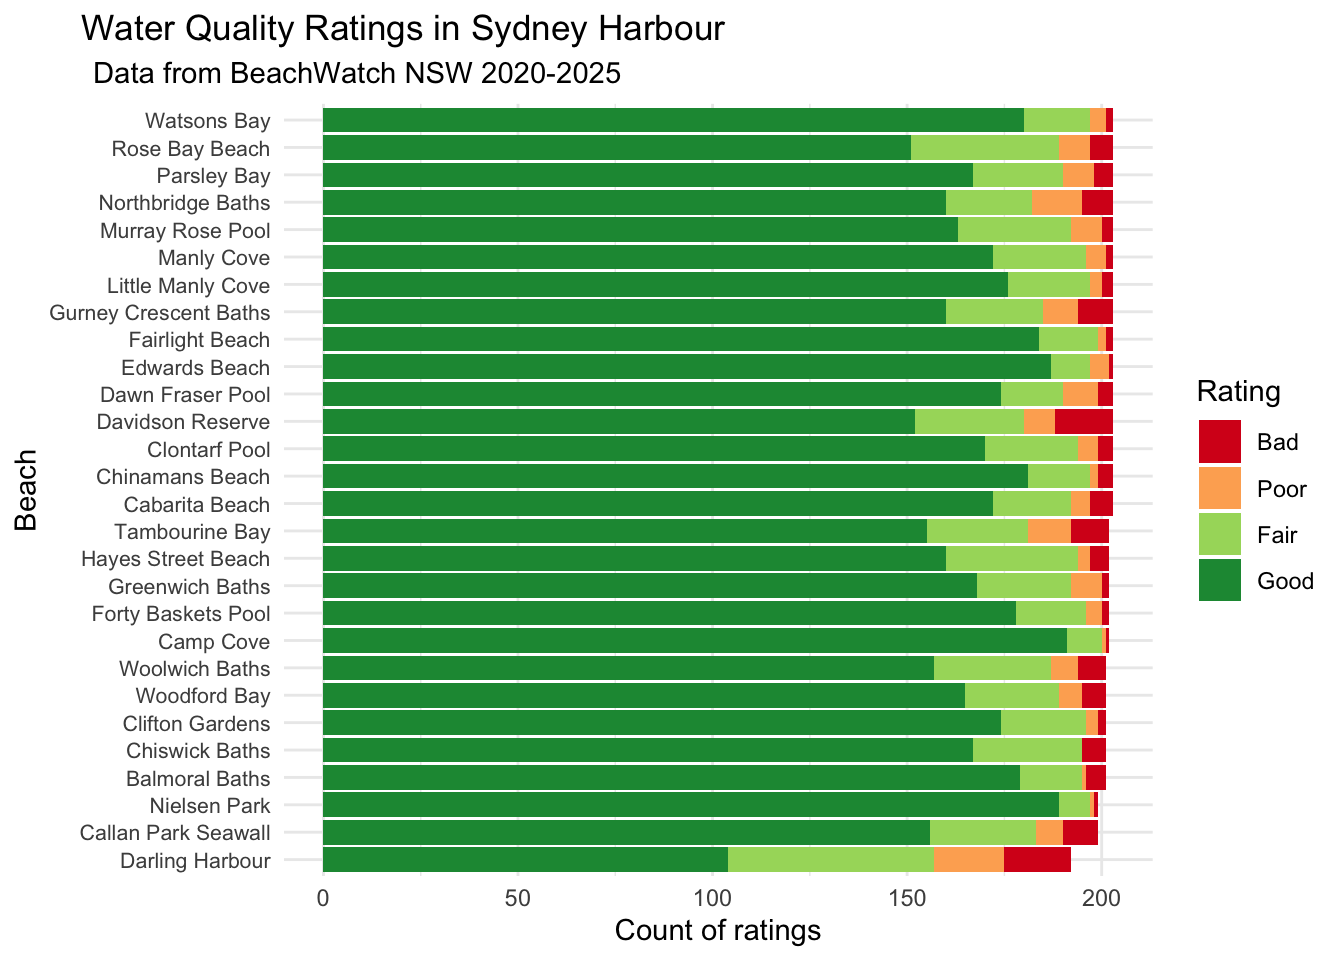 Water Quality Ratings in Sydney Harbour
Data from BeachWatch NSW 2020-2025
Watsons Bay
Rose Bay Beach
Parsley Bay
Northbridge Baths
Murray Rose Pool
Manly Cove
Little Manly Cove
Gurney Crescent Baths
Fairlight Beach
Edwards Beach
Dawn Fraser Pool
Davidson Reserve
Clontarf Pool
Chinamans Beach
Cabarita Beach
Tambourine Bay
Hayes Street Beach
Greenwich Baths
Forty Baskets Pool
Camp Cove
Woolwich Baths
Woodford Bay
Clifton Gardens
Chiswick Baths
Balmoral Baths
Nielsen Park
Callan Park Seawall
Darling Harbour
Beach
0 50 100 150 200
Count of ratings
Rating
Bad
Poor
Fair
Good